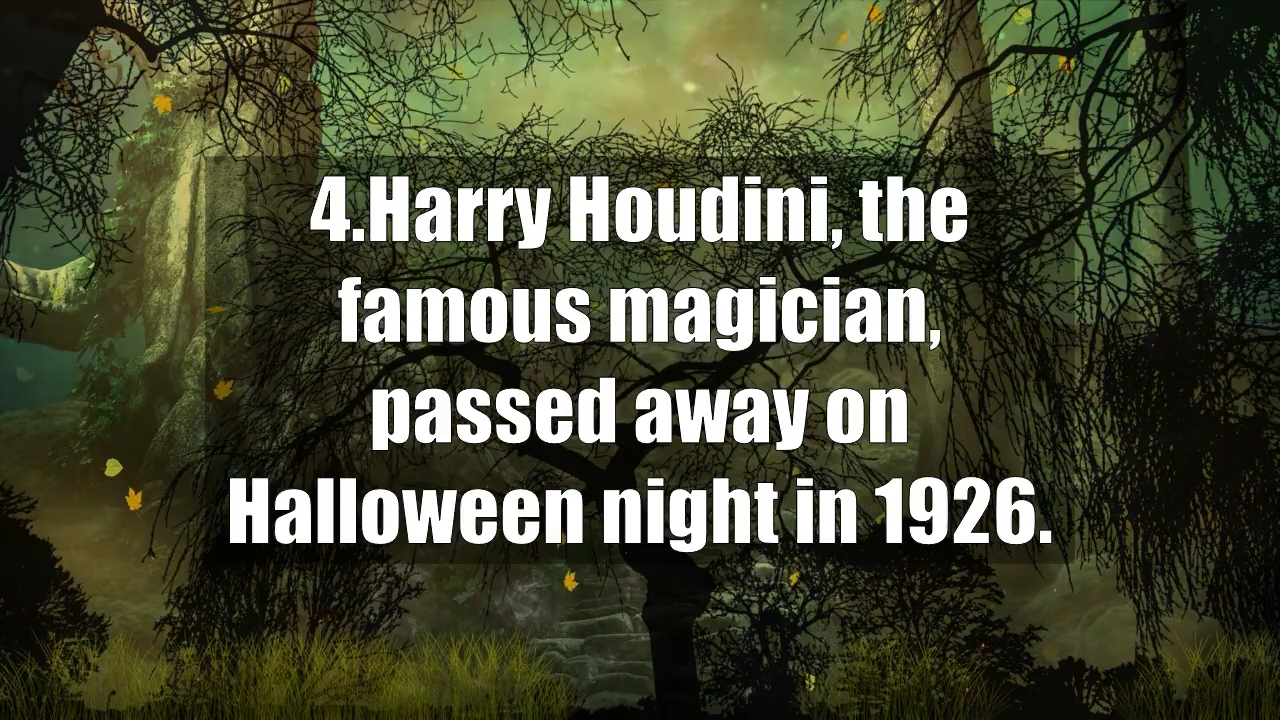 4.Harry Houdini, the
famous magician,
passed away on
Halloween night in 1926.